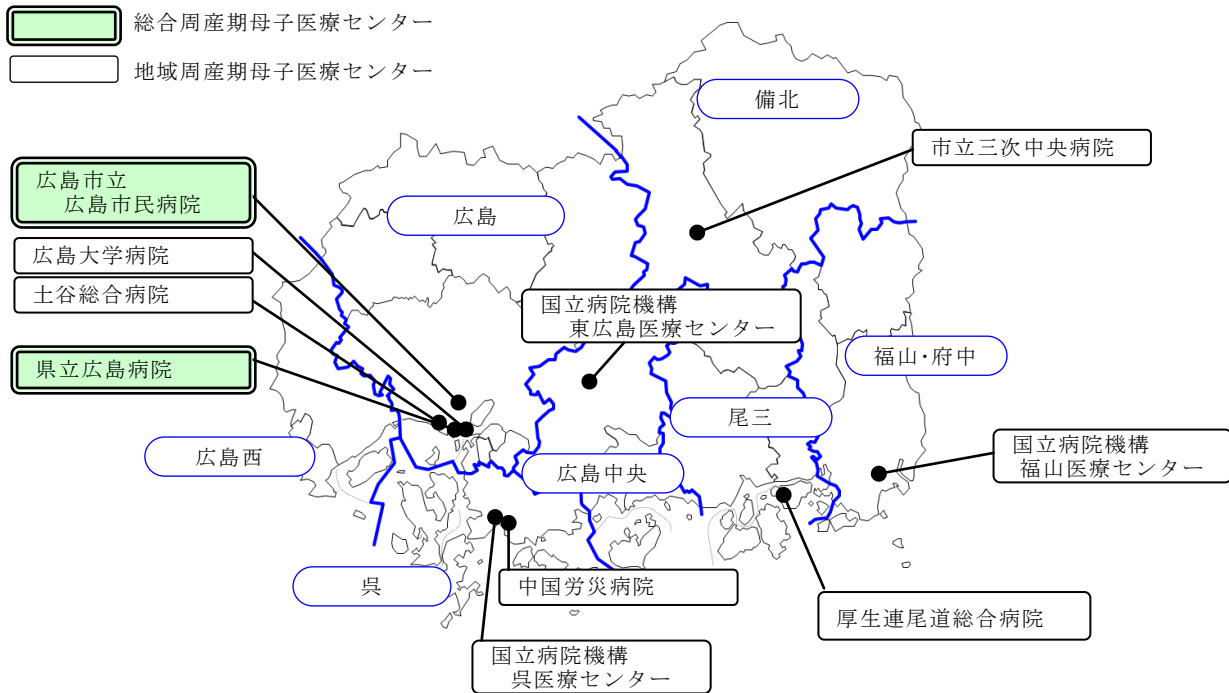 総合周産期母子医療センター
地域周産期母子医療センター
備北
市立三次中央病院
広島市立
広島市民病院
広島
広島大学病院
土谷総合病院
国立病院機構
東広島医療センター
県立広島病院
福山・府中
尾三
広島西
広島中央
国立病院機構
福山医療センター
呉
中国労災病院
厚生連尾道総合病院
国立病院機構
呉医療センター